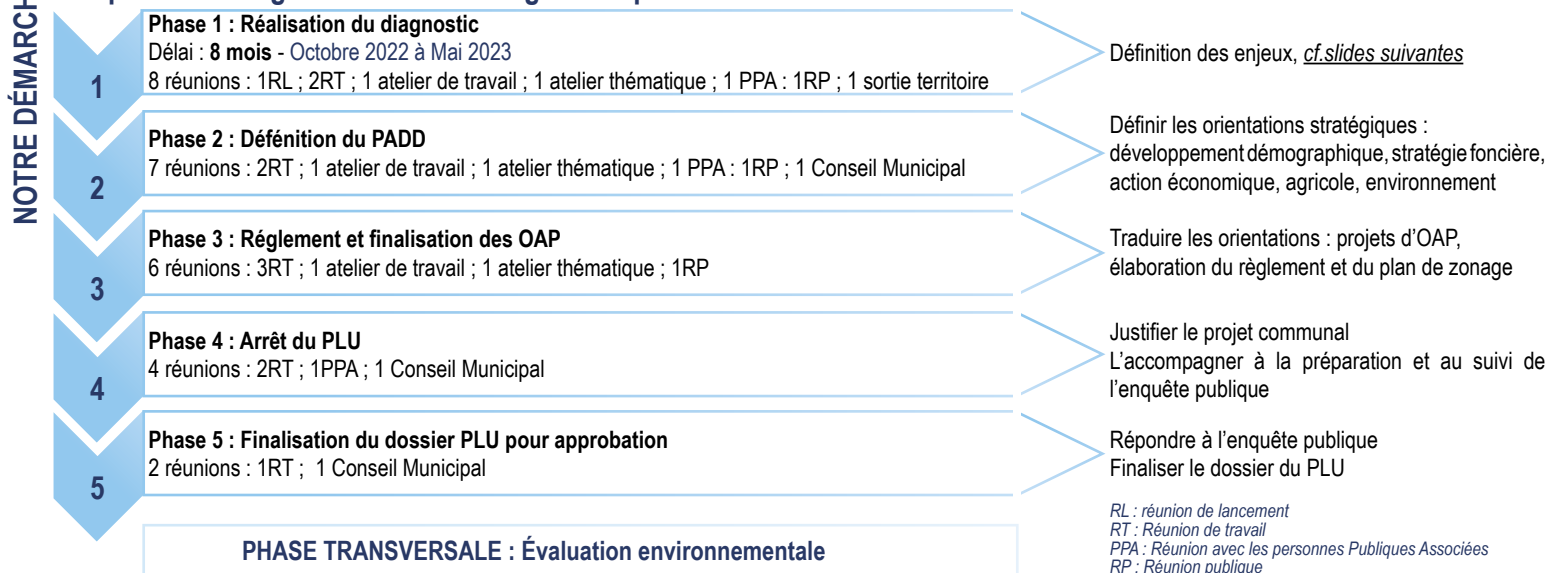 NOTRE DÉMARCH
1
Phase 1 : Réalisation du diagnostic
Délai : 8 mois - Octobre 2022 à Mai 2023
8 réunions : 1RL ; 2RT ; 1 atelier de travail ; 1 atelier thématique ; 1 PPA : 1RP ; 1 sortie territoire
Définition des enjeux, cf.slides suivantes
2
Phase 2 : Défénition du PADD
7 réunions : 2RT ; 1 atelier de travail ; 1 atelier thématique ; 1 PPA : 1RP ; 1 Conseil Municipal
Définir les orientations stratégiques :
développement démographique, stratégie foncière,
action économique, agricole, environnement
3
Phase 3 : Réglement et finalisation des OAP
6 réunions : 3RT ; 1 atelier de travail ; 1 atelier thématique ; 1RP
Traduire les orientations : projets d’OAP,
élaboration du règlement et du plan de zonage
4
Phase 4 : Arrêt du PLU
4 réunions : 2RT ; 1PPA ; 1 Conseil Municipal
Justifier le projet communal
L’accompagner à la préparation et au suivi de
l’enquête publique
5
Phase 5 : Finalisation du dossier PLU pour approbation
2 réunions : 1RT ; 1 Conseil Municipal
Répondre à l’enquête publique
Finaliser le dossier du PLU
PHASE TRANSVERSALE : Évaluation environnementale
RL : réunion de lancement
RT : Réunion de travail
PPA : Réunion avec les personnes Publiques Associées
RP : Réunion publique